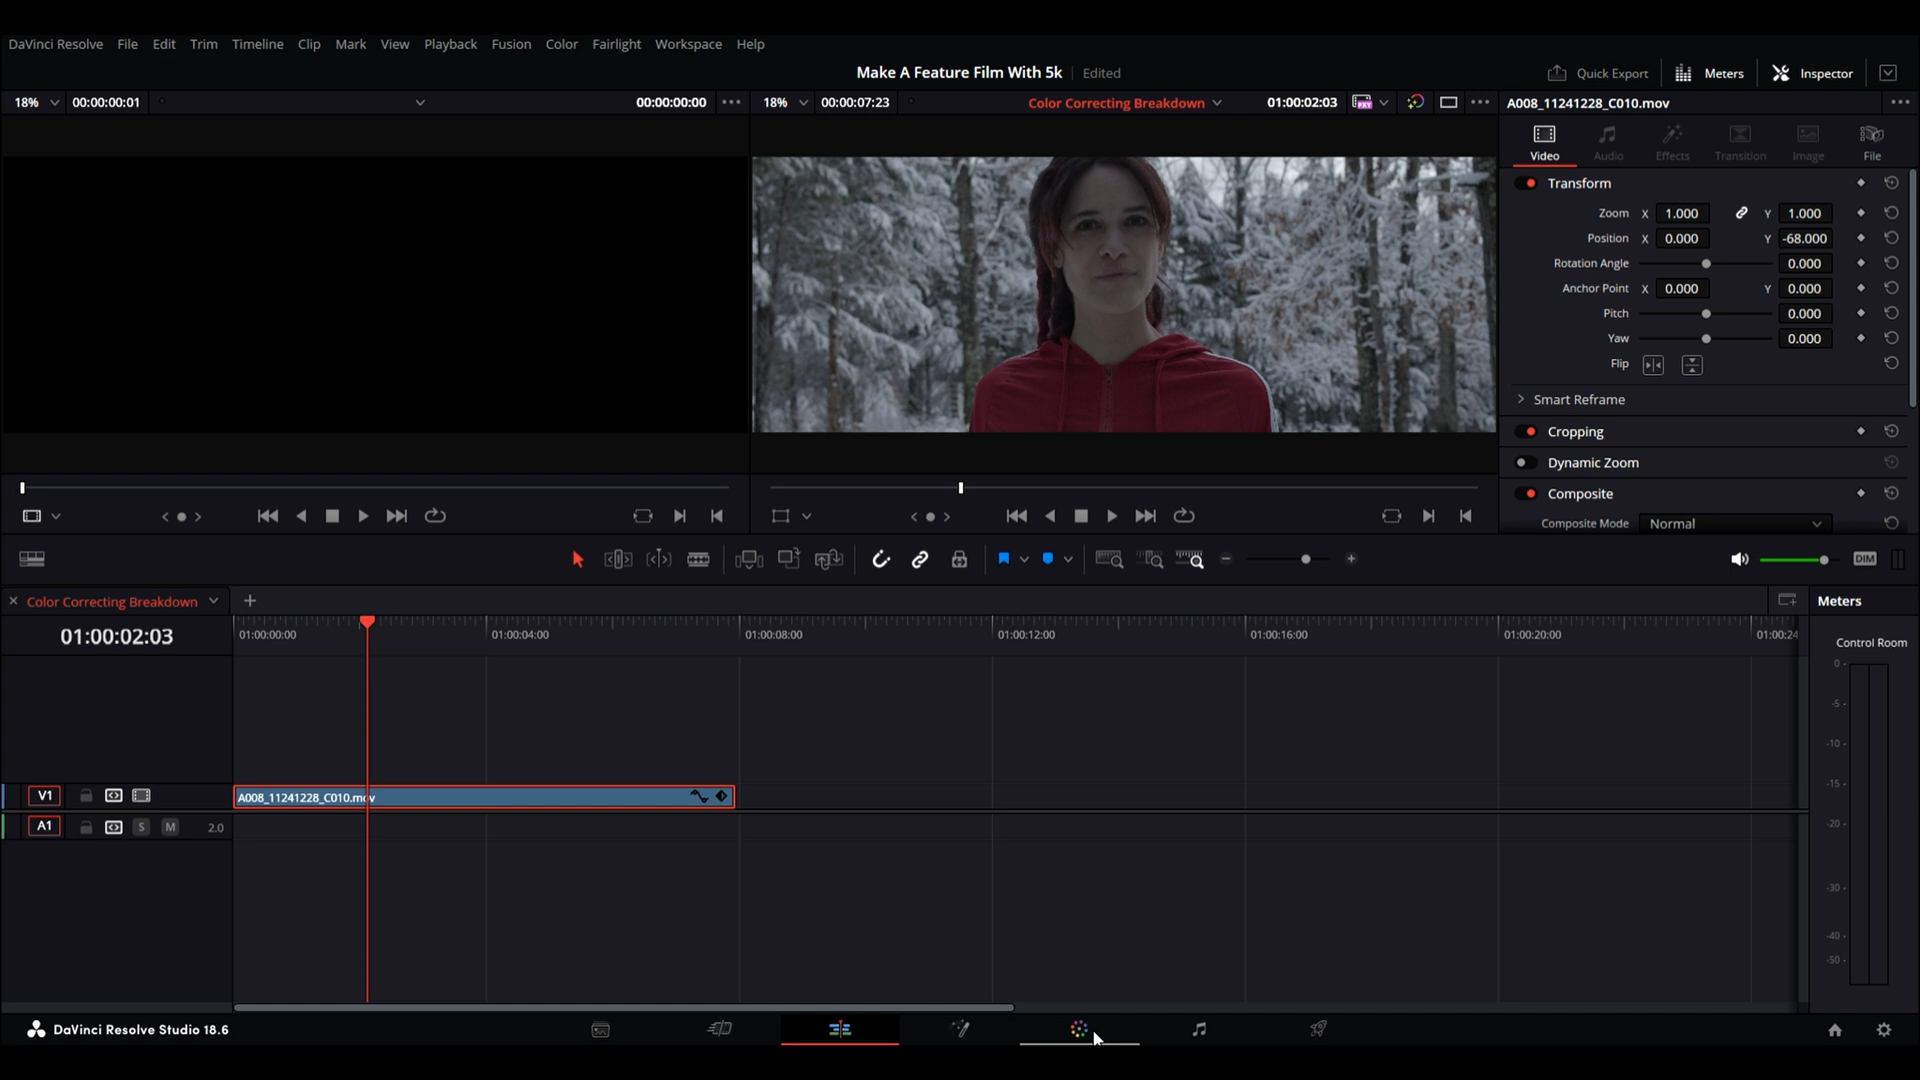 DaVinci Resolve File Edit Trim Timeline Clip Mark View Playback Fusion Color Fairlight Workspace Help
Make A Feature Film With 5k Edited
Quick Export Meters Inspector
18% 00:00:00:01 00:00:00:00
18% 00:00:07:23 Color Correcting Breakdown 01:00:02:03
A008_11241228_C010.mov
Video Audio Effects Transition Image File
Transform
Zoom X 1.000 Y 1.000
Position X 0.000 Y -68.000
Rotation Angle 0.000
Anchor Point X 0.000 Y 0.000
Pitch 0.000
Yaw 0.000
Flip
Smart Reframe
Cropping
Dynamic Zoom
Composite
Composite Mode Normal
DIM
Color Correcting Breakdown
Meters
01:00:02:03
01:00:00:00 01:00:04:00 01:00:08:00 01:00:12:00 01:00:16:00 01:00:20:00 01:00:24
Control Room
0
-5
-10
-15
-20
-30
-40
-50
V1
A008_11241228_C010.mov
A1 S M 2.0
DaVinci Resolve Studio 18.6